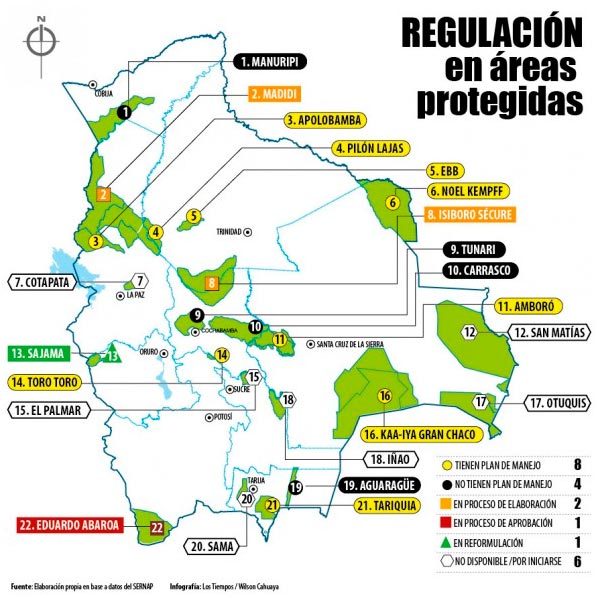 REGULACIÓN
en áreas
protegidas
N
1. MANURIPI
2. MADIDI
3. APOLOBAMBA
4. PILÓN LAJAS
5. EBB
6. NOEL KEMPFF
8. ISIBORO SÉCURE
9. TUNARI
10. CARRASCO
11. AMBORÓ
12. SAN MATÍAS
17. OTUQUIS
16. KAA-IYA GRAN CHACO
18. IÑAO
19. AGUARAGÜE
21. TARIQUIA
20. SAMA
22. EDUARDO ABAROA
15. EL PALMAR
14. TORO TORO
13. SAJAMA
7. COTAPATA
COBIJA
TRINIDAD
LA PAZ
COCHABAMBA
SANTA CRUZ DE LA SIERRA
ORURO
SUCRE
POTOSÍ
TARIJA
1
2
3
4
5
6
7
8
9
10
11
12
13
14
15
16
17
18
19
20
21
22
TIENEN PLAN DE MANEJO 8
NO TIENEN PLAN DE MANEJO 4
EN PROCESO DE ELABORACIÓN 2
EN PROCESO DE APROBACIÓN 1
EN REFORMULACIÓN 1
NO DISPONIBLE /POR INICIARSE 6
Fuente: Elaboración propia en base a datos del SERNAP
Infografía: Los Tiempos / Wilson Cahuaya